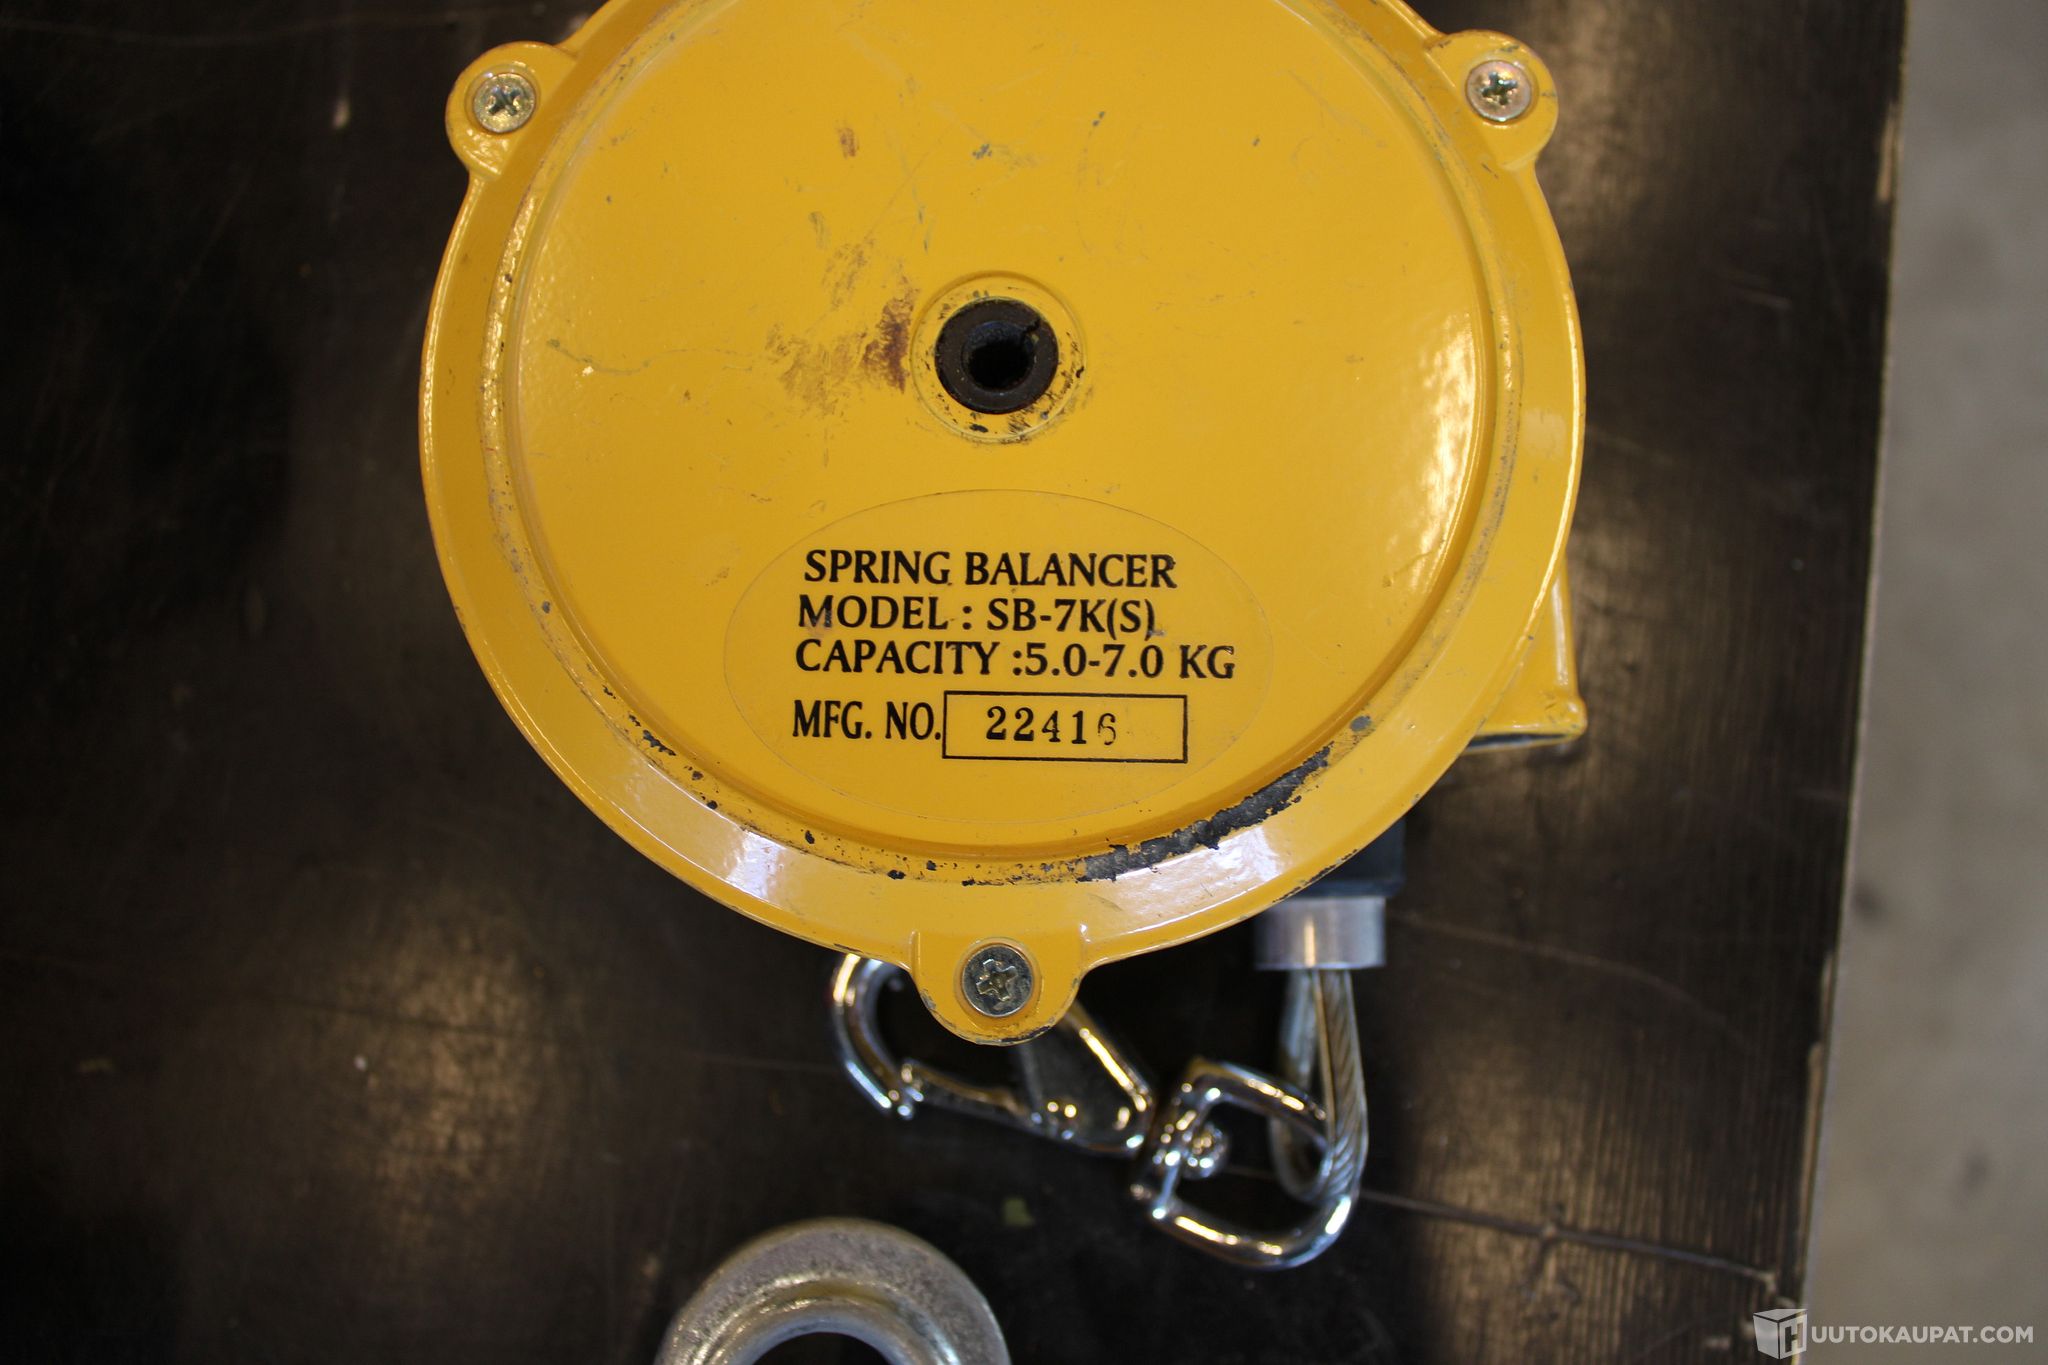 SPRING BALANCER
MODEL : SB-7K(S)
CAPACITY :5.0-7.0 KG
MFG. NO. 22416
HUUTOKAUPAT.COM